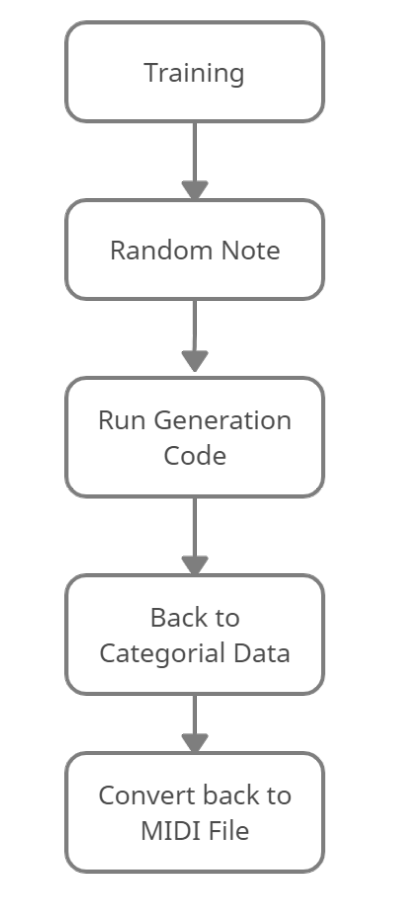 Training
Random Note
Run Generation
Code
Back to
Categorial Data
Convert back to
MIDI File